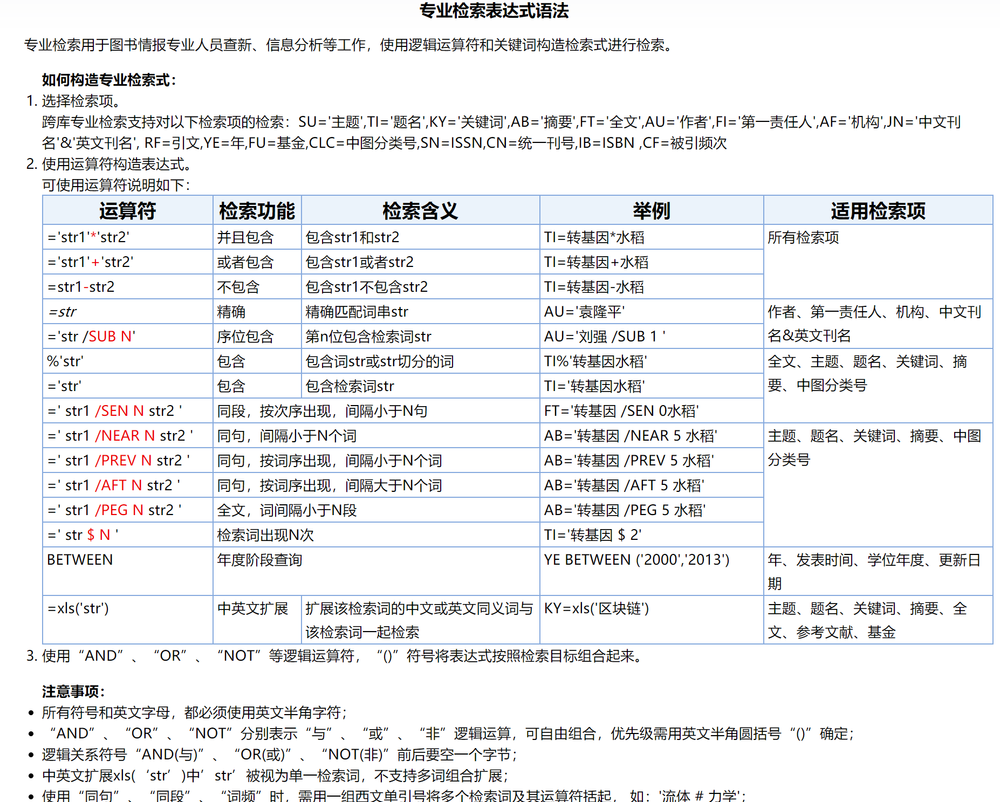 专业检索表达式语法
专业检索用于图书情报专业人员查新、信息分析等工作，使用逻辑运算符和关键词构造检索式进行检索。
如何构造专业检索式：
1. 选择检索项。
跨库专业检索支持对以下检索项的检索：SU='主题',TI='题名',KY='关键词',AB='摘要',FT='全文',AU='作者',FI='第一责任人',AF='机构',JN='中文刊
名'&'英文刊名', RF=引文,YE=年,FU=基金,CLC=中图分类号,SN=ISSN,CN=统一刊号,IB=ISBN ,CF=被引频次
2. 使用运算符构造表达式。
可使用运算符说明如下：
运算符 检索功能 检索含义 举例 适用检索项
='str1'*'str2' 并且包含 包含str1和str2 TI=转基因*水稻 所有检索项
='str1'+'str2' 或者包含 包含str1或者str2 TI=转基因+水稻
=str1-str2 不包含 包含str1不包含str2 TI=转基因-水稻
=str 精确 精确匹配词串str AU='袁隆平' 作者、第一责任人、机构、中文刊
名&英文刊名
='str /SUB N' 序位包含 第n位包含检索词str AU='刘强 /SUB 1 '
%'str' 包含 包含词str或str切分的词 TI%'转基因水稻' 全文、主题、题名、关键词、摘
要、中图分类号
='str' 包含 包含检索词str TI='转基因水稻'
=' str1 /SEN N str2 ' 同段，按次序出现，间隔小于N句 FT='转基因 /SEN 0水稻'
=' str1 /NEAR N str2 ' 同句，间隔小于N个词 AB='转基因 /NEAR 5 水稻' 主题、题名、关键词、摘要、中图
分类号
=' str1 /PREV N str2 ' 同句，按词序出现，间隔小于N个词 AB='转基因 /PREV 5 水稻'
=' str1 /AFT N str2 ' 同句，按词序出现，间隔大于N个词 AB='转基因 /AFT 5 水稻'
=' str1 /PEG N str2 ' 全文，词间隔小于N段 AB='转基因 /PEG 5 水稻'
=' str $ N ' 检索词出现N次 TI='转基因 $ 2'
BETWEEN 年度阶段查询 YE BETWEEN ('2000','2013') 年、发表时间、学位年度、更新日
期
=xls('str') 中英文扩展 扩展该检索词的中文或英文同义词与 KY=xls('区块链') 主题、题名、关键词、摘要、全
该检索词一起检索 文、参考文献、基金
3. 使用“AND”、“OR”、“NOT”等逻辑运算符，“()”符号将表达式按照检索目标组合起来。
注意事项：
• 所有符号和英文字母，都必须使用英文半角字符；
• “AND”、“OR”、“NOT”分别表示“与”、“或”、“非”逻辑运算，可自由组合，优先级需用英文半角圆括号“()”确定；
• 逻辑关系符号“AND(与)”、“OR(或)”、“NOT(非)”前后要空一个字节；
• 中英文扩展xls(‘str’)中’str’被视为单一检索词，不支持多词组合扩展；
• 使用“同句”、“同段”、“词频”时，需用一组西文单引号将多个检索词及其运算符括起，如：'流体 # 力学'；